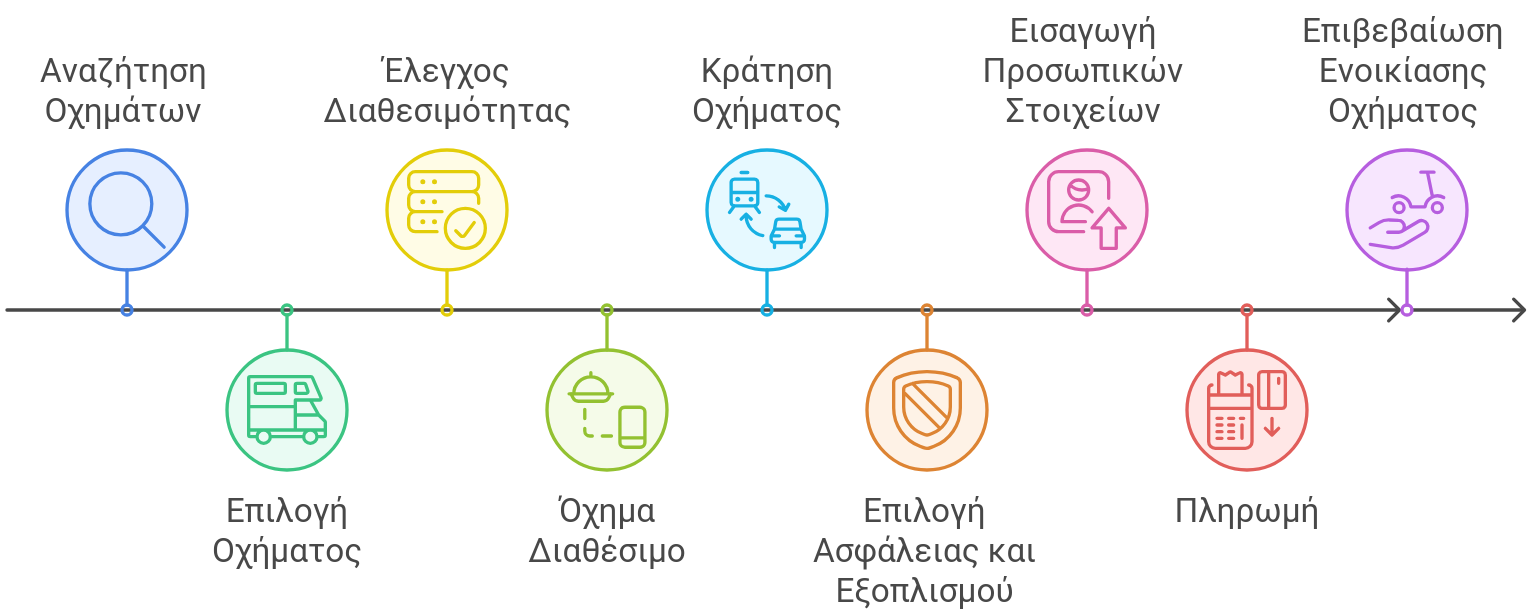 Αναζήτηση
Οχημάτων
Επιλογή
Οχήματος
Έλεγχος
Διαθεσιμότητας
Όχημα
Διαθέσιμο
Κράτηση
Οχήματος
Επιλογή
Ασφάλειας και
Εξοπλισμού
Εισαγωγή
Προσωπικών
Στοιχείων
Πληρωμή
Επιβεβαίωση
Ενοικίασης
Οχήματος